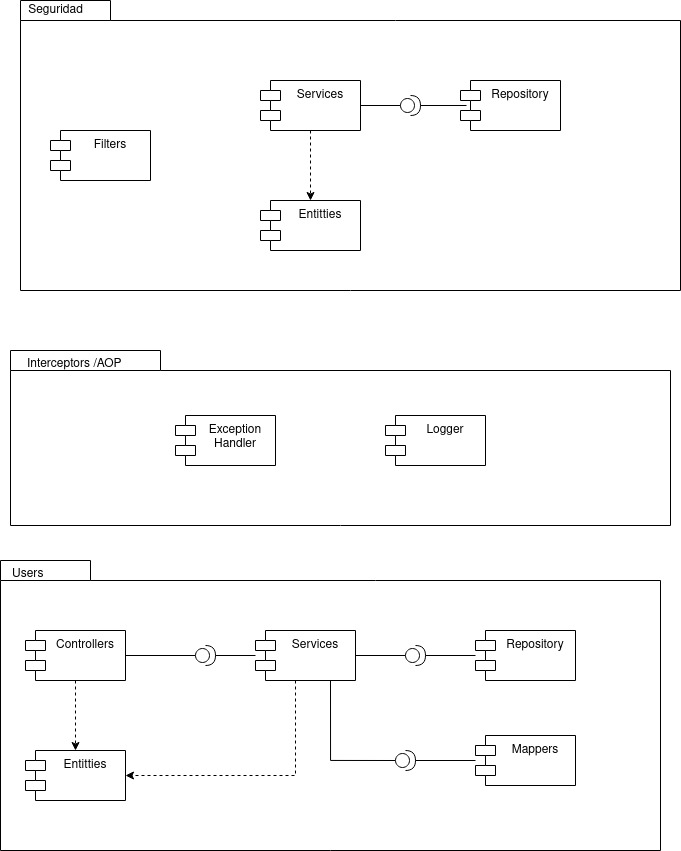 Seguridad
Services
Repository
Filters
Entitties
Interceptors /AOP
Exception
Handler
Logger
Users
Controllers
Services
Repository
Entitties
Mappers